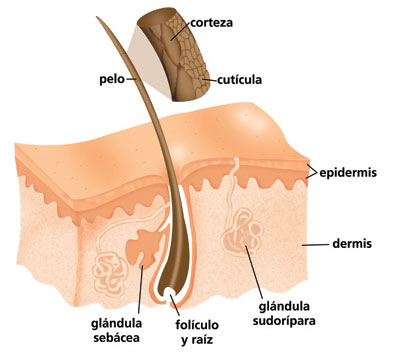 corteza
pelo
cutícula
epidermis
dermis
glándula
sebácea
folículo
y raíz
glándula
sudorípara